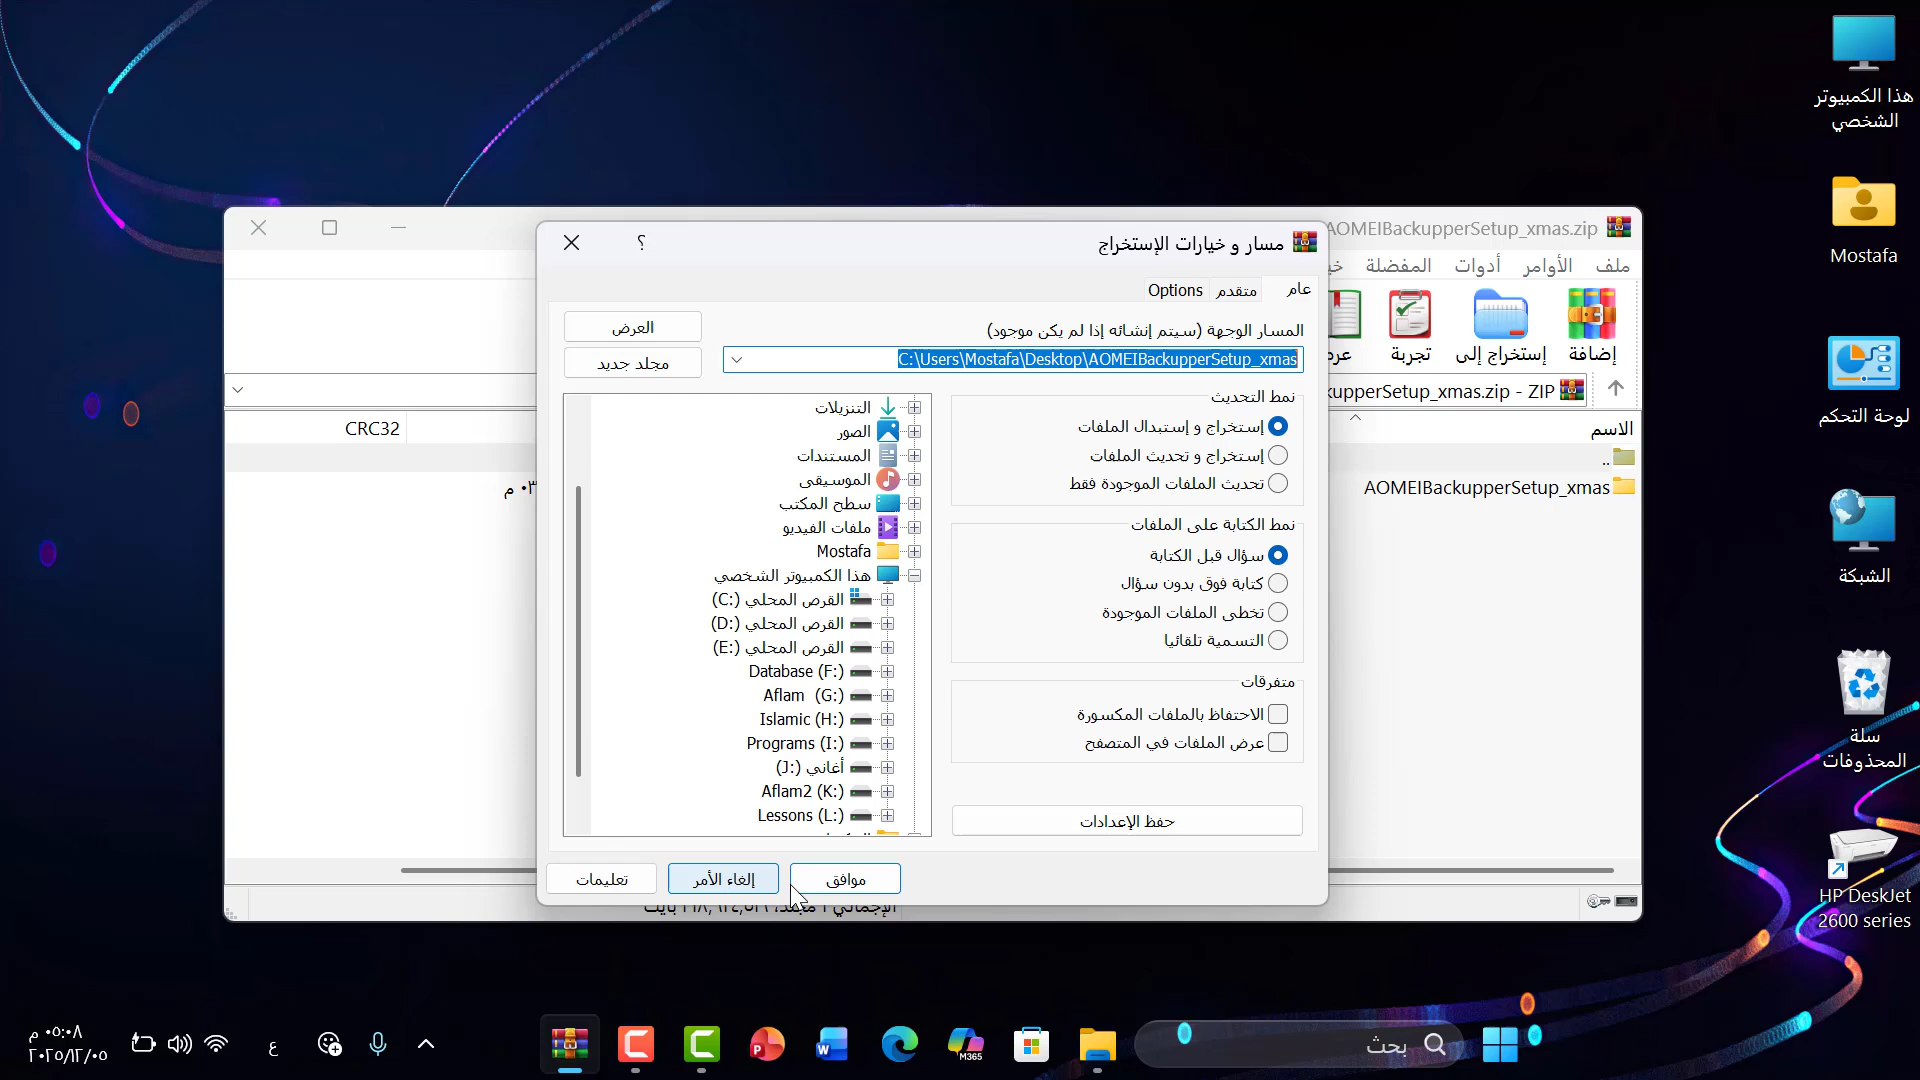 هذا الكمبيوتر
الشخصي
Mostafa
لوحة التحكم
الشبكة
سلة
المحذوفات
HP DeskJet
2600 series
AOMEIBackupperSetup_xmas.zip
ملف
الأوامر
أدوات
المفضلة
إضافة
إستخراج إلى
تجربة
kupperSetup_xmas.zip - ZIP
الاسم
CRC32
..
AOMEIBackupperSetup_xmas
مسار و خيارات الإستخراج
؟
عام
متقدم
Options
المسار الوجهة (سيتم إنشائه إذا لم يكن موجود)
C:\Users\Mostafa\Desktop\AOMEIBackupperSetup_xmas
العرض
مجلد جديد
نمط التحديث
إستخراج و إستبدال الملفات
إستخراج و تحديث الملفات
تحديث الملفات الموجودة فقط
نمط الكتابة على الملفات
سؤال قبل الكتابة
كتابة فوق بدون سؤال
تخطى الملفات الموجودة
التسمية تلقائيا
متفرقات
الاحتفاظ بالملفات المكسورة
عرض الملفات في المتصفح
حفظ الإعدادات
التنزيلات
الصور
المستندات
الموسيقى
سطح المكتب
ملفات الفيديو
Mostafa
هذا الكمبيوتر الشخصي
القرص المحلي (C:)
القرص المحلي (D:)
القرص المحلي (E:)
Database (F:)
Aflam (G:)
Islamic (H:)
Programs (I:)
أغاني (J:)
Aflam2 (K:)
Lessons (L:)
موافق
إلغاء الأمر
تعليمات
بحث
M365
ع
٠٥:٠٨ م
٢٠٢٥/١٢/٠٥